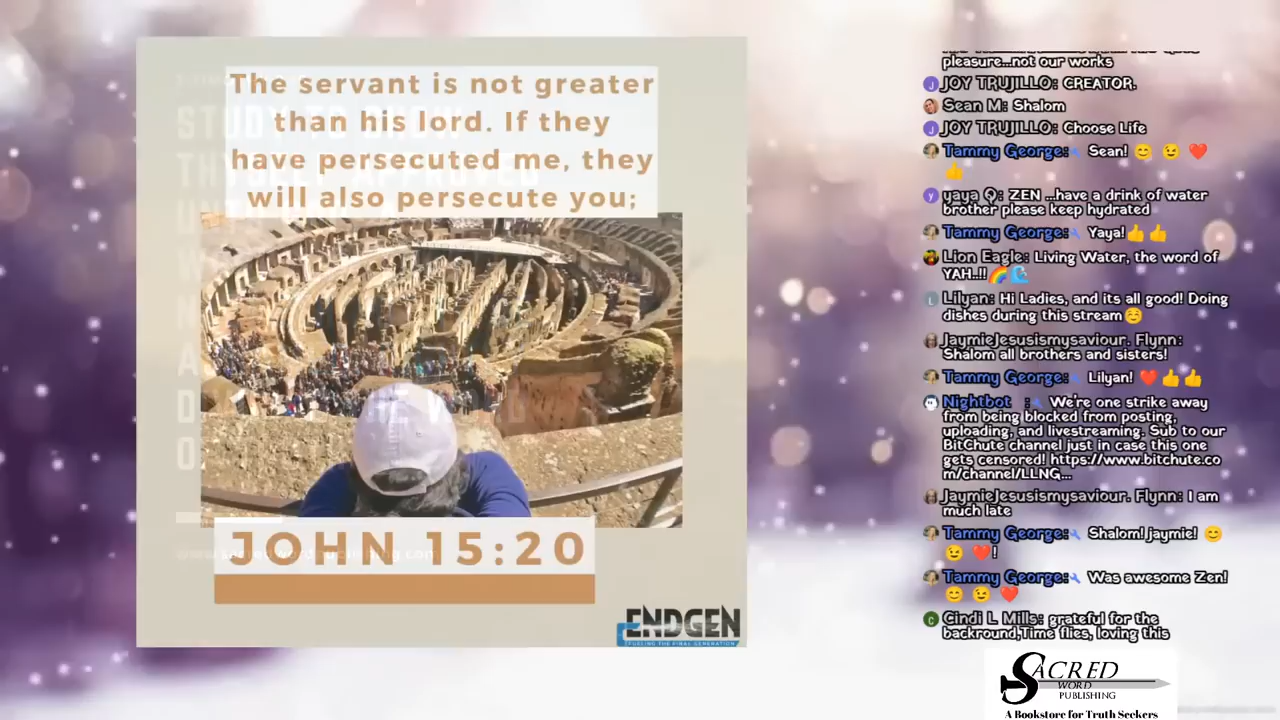 The servant is not greater
than his lord. If they
have persecuted me, they
will also persecute you;
JOHN 15:20
ENDGEN
FUELING THE FINAL GENERATION
pleasure...not our works
JOY TRUJILLO: CREATOR.
Sean M: Shalom
JOY TRUJILLO: Choose Life
Tammy George: Sean! 😊 😉 ❤️
👍
yaya Q: ZEN ...have a drink of water
brother please keep hydrated
Tammy George: Yaya!👍 👍
Lion Eagle: Living Water, the word of
YAH..!!🌈🌊
Lilyan: Hi Ladies, and its all good! Doing
dishes during this stream☺️
JaymieJesusismysaviour. Flynn:
Shalom all brothers and sisters!
Tammy George: Lilyan! ❤️👍👍
Nightbot : We're one strike away
from being blocked from posting,
uploading, and livestreaming. Sub to our
BitChute channel just in case this one
gets censored! https://www.bitchute.co
m/channel/LLNG...
JaymieJesusismysaviour. Flynn: I am
much late
Tammy George: Shalom! jaymie! 😊
😉 ❤️!
Tammy George: Was awesome Zen!
😊 😉 ❤️
Cindi L Mills: grateful for the
backround,Time flies, loving this
SACRED
WORD
PUBLISHING
A Bookstore for Truth Seekers